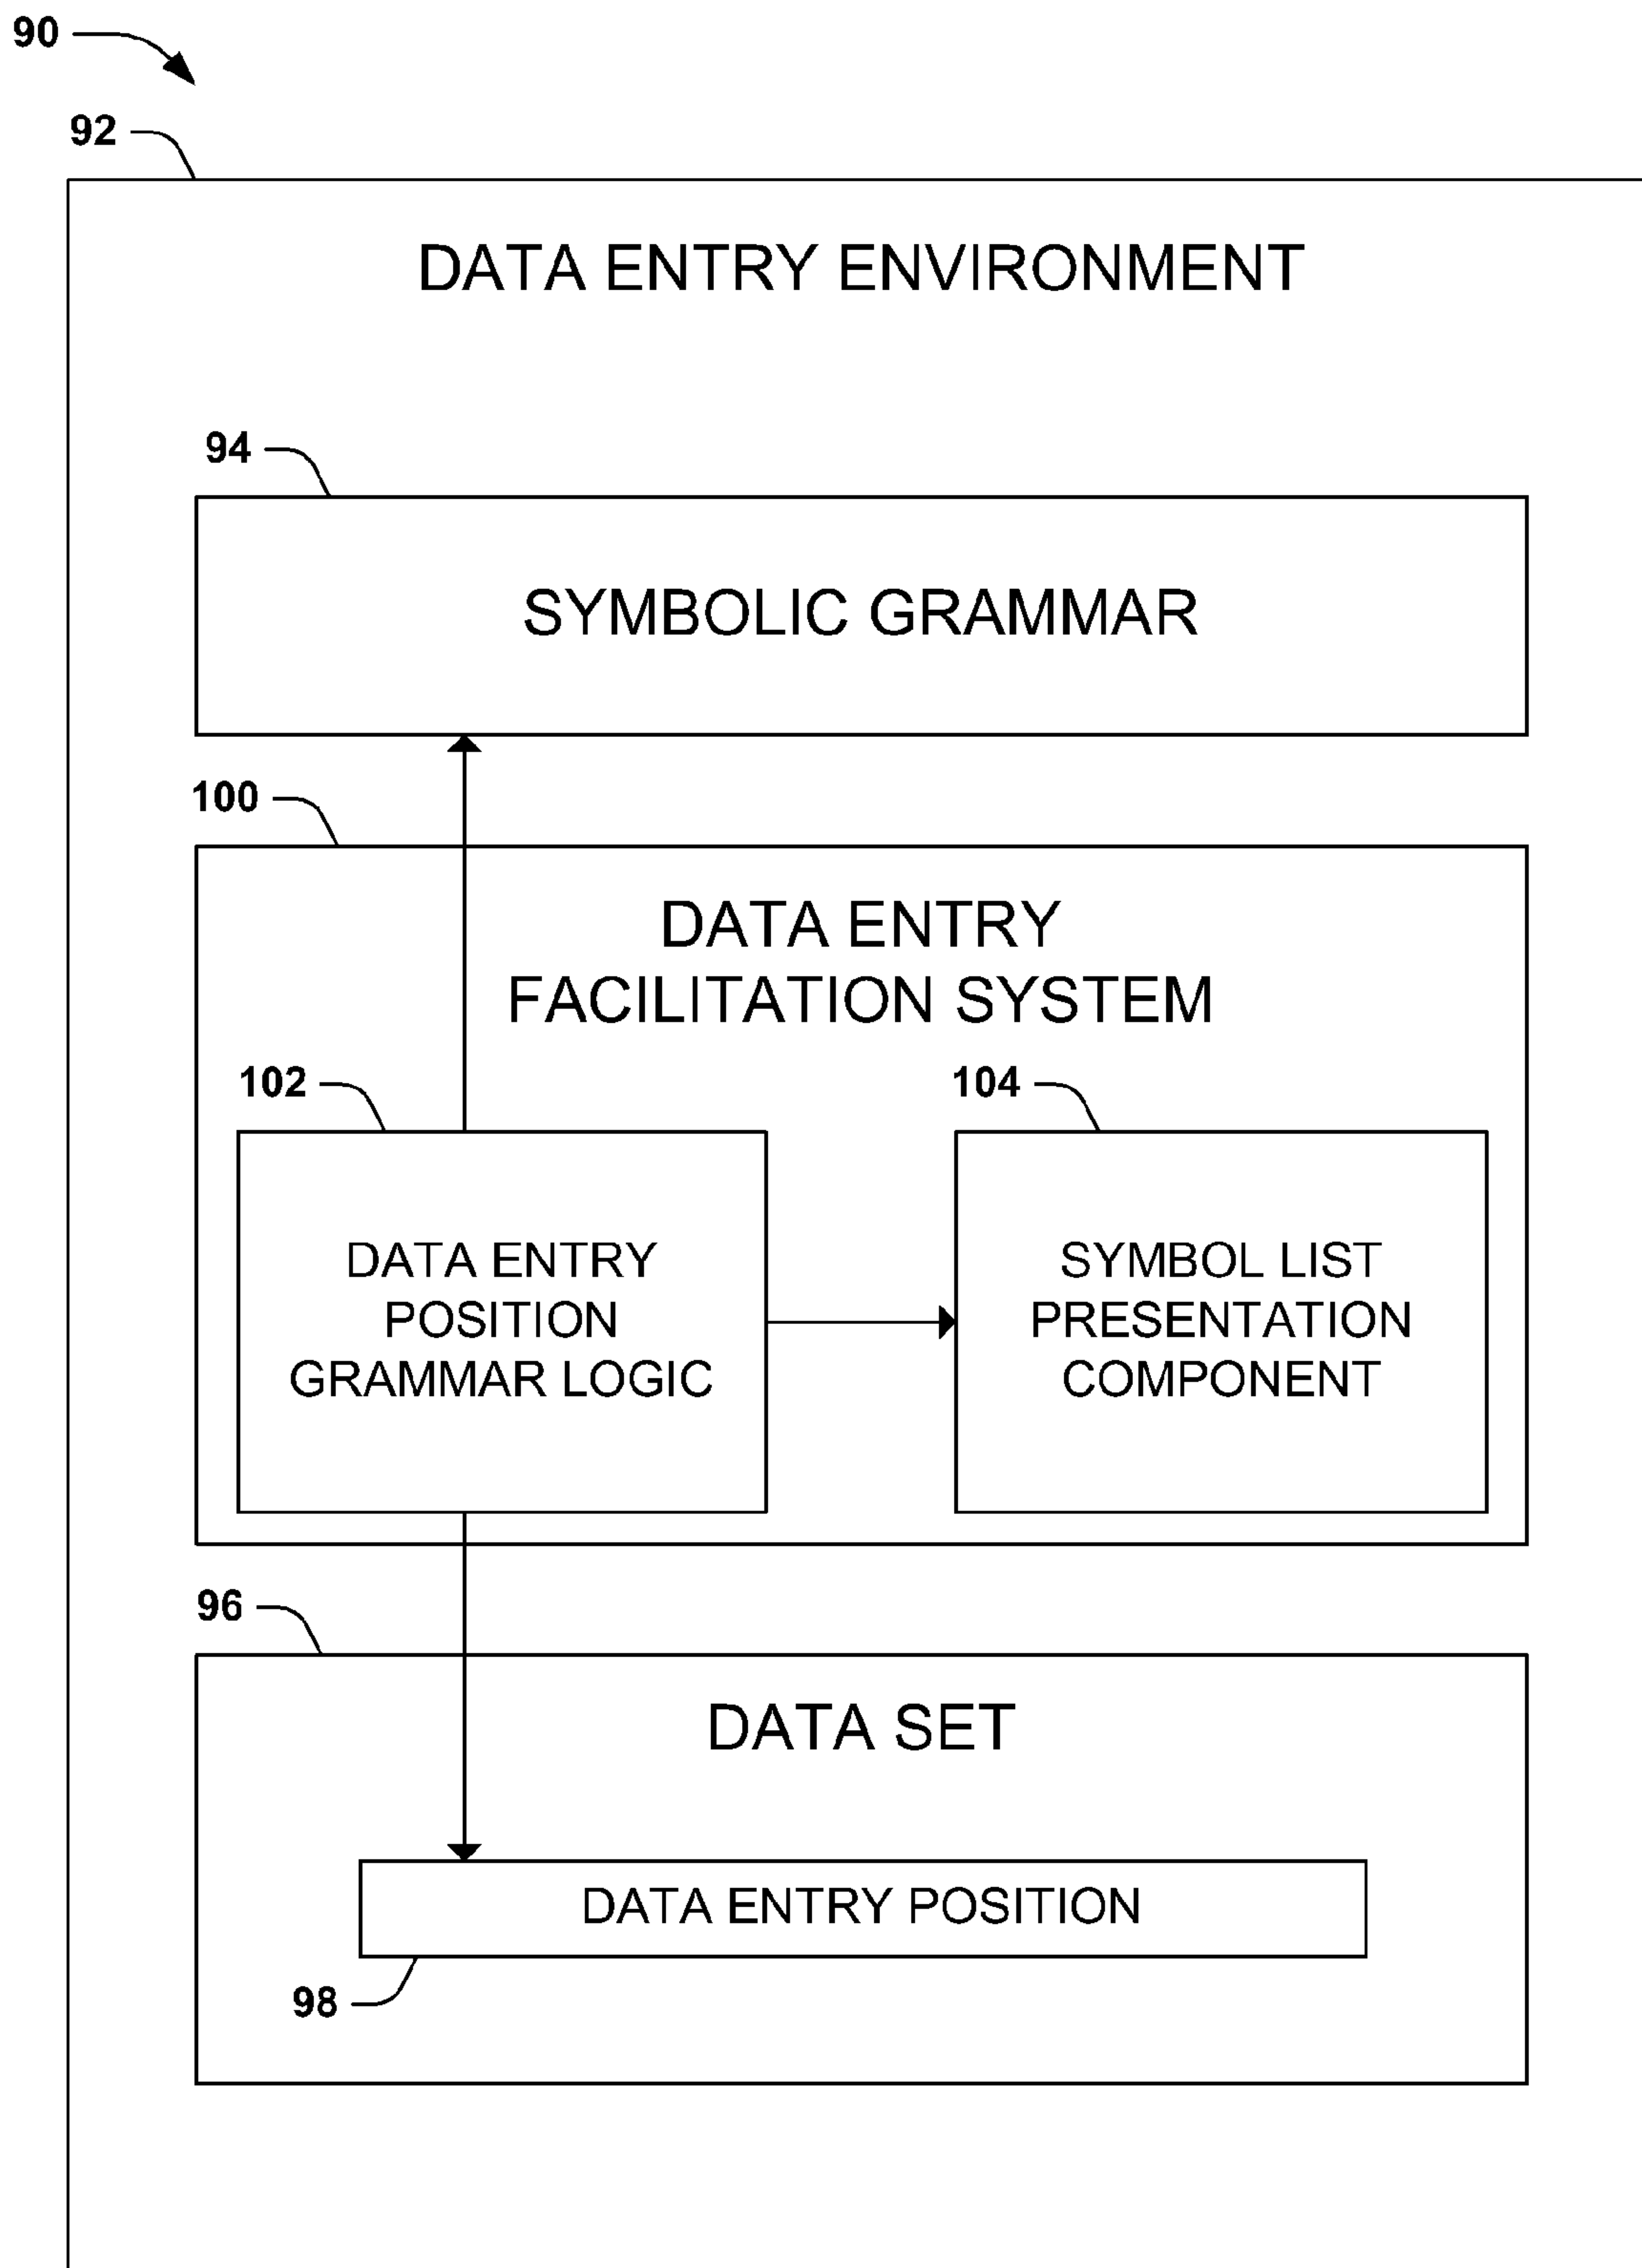 90
92
DATA ENTRY ENVIRONMENT
94
SYMBOLIC GRAMMAR
100
DATA ENTRY
FACILITATION SYSTEM
102
104
DATA ENTRY
POSITION
GRAMMAR LOGIC
SYMBOL LIST
PRESENTATION
COMPONENT
96
DATA SET
DATA ENTRY POSITION
98